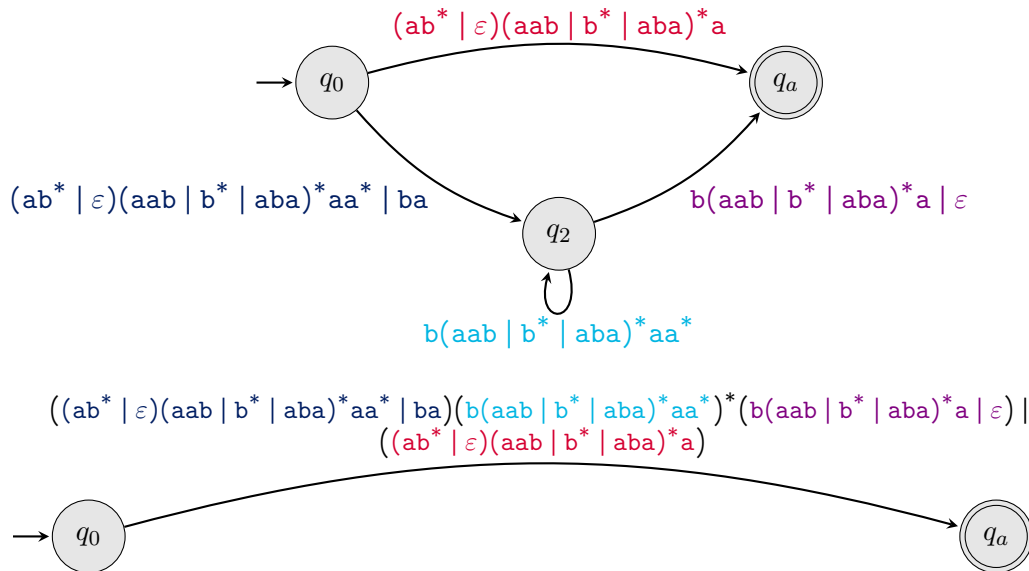 (ab* | ε)(aab | b* | aba)*a
q₀
qₐ
(ab* | ε)(aab | b* | aba)*aa* | ba
b(aab | b* | aba)*a | ε
q₂
b(aab | b* | aba)*aa*
((ab* | ε)(aab | b* | aba)*aa* | ba)(b(aab | b* | aba)*aa*)*(b(aab | b* | aba)*a | ε) |
((ab* | ε)(aab | b* | aba)*a)
q₀
qₐ